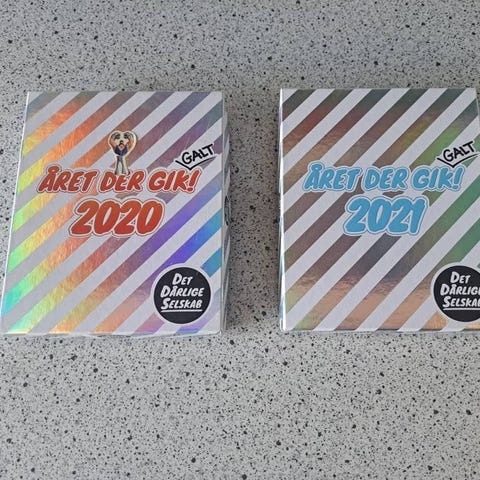 GALT
ÅRET DER GIK!
2020
DET
DÅRLIGE
SELSKAB
GALT
ÅRET DER GIK!
2021
DET
DÅRLIGE
SELSKAB